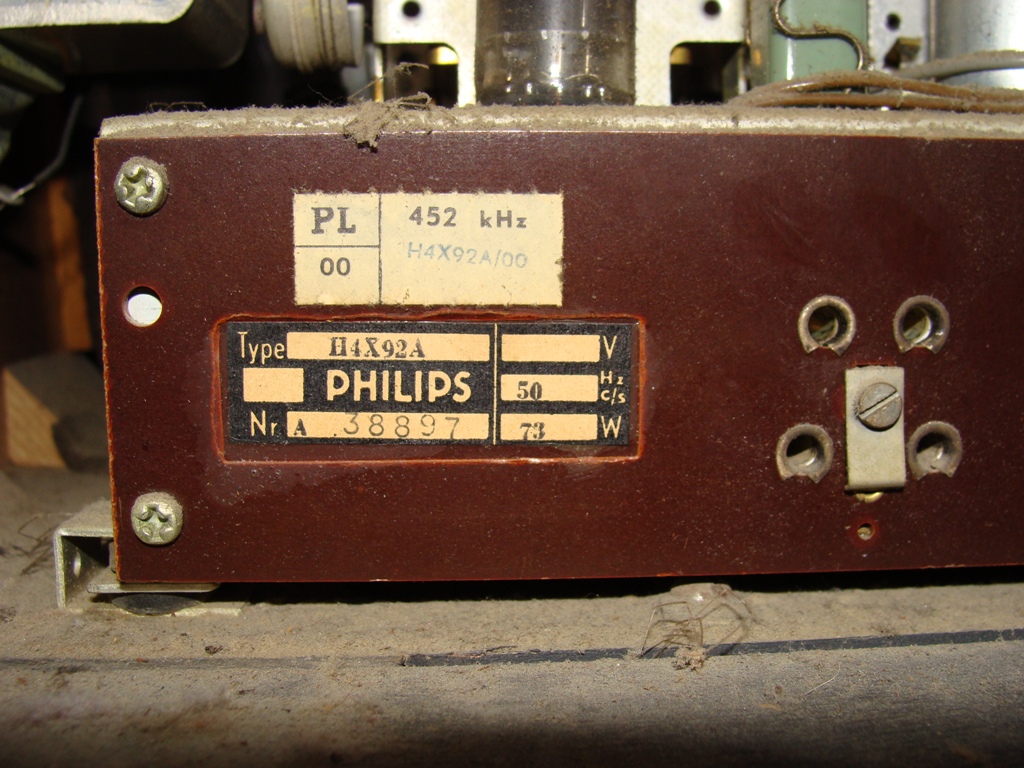 PL 452 kHz
00 H4X92A/00
Type H4X92A V
PHILIPS 50 Hz c/s
Nr A 38897 73 W